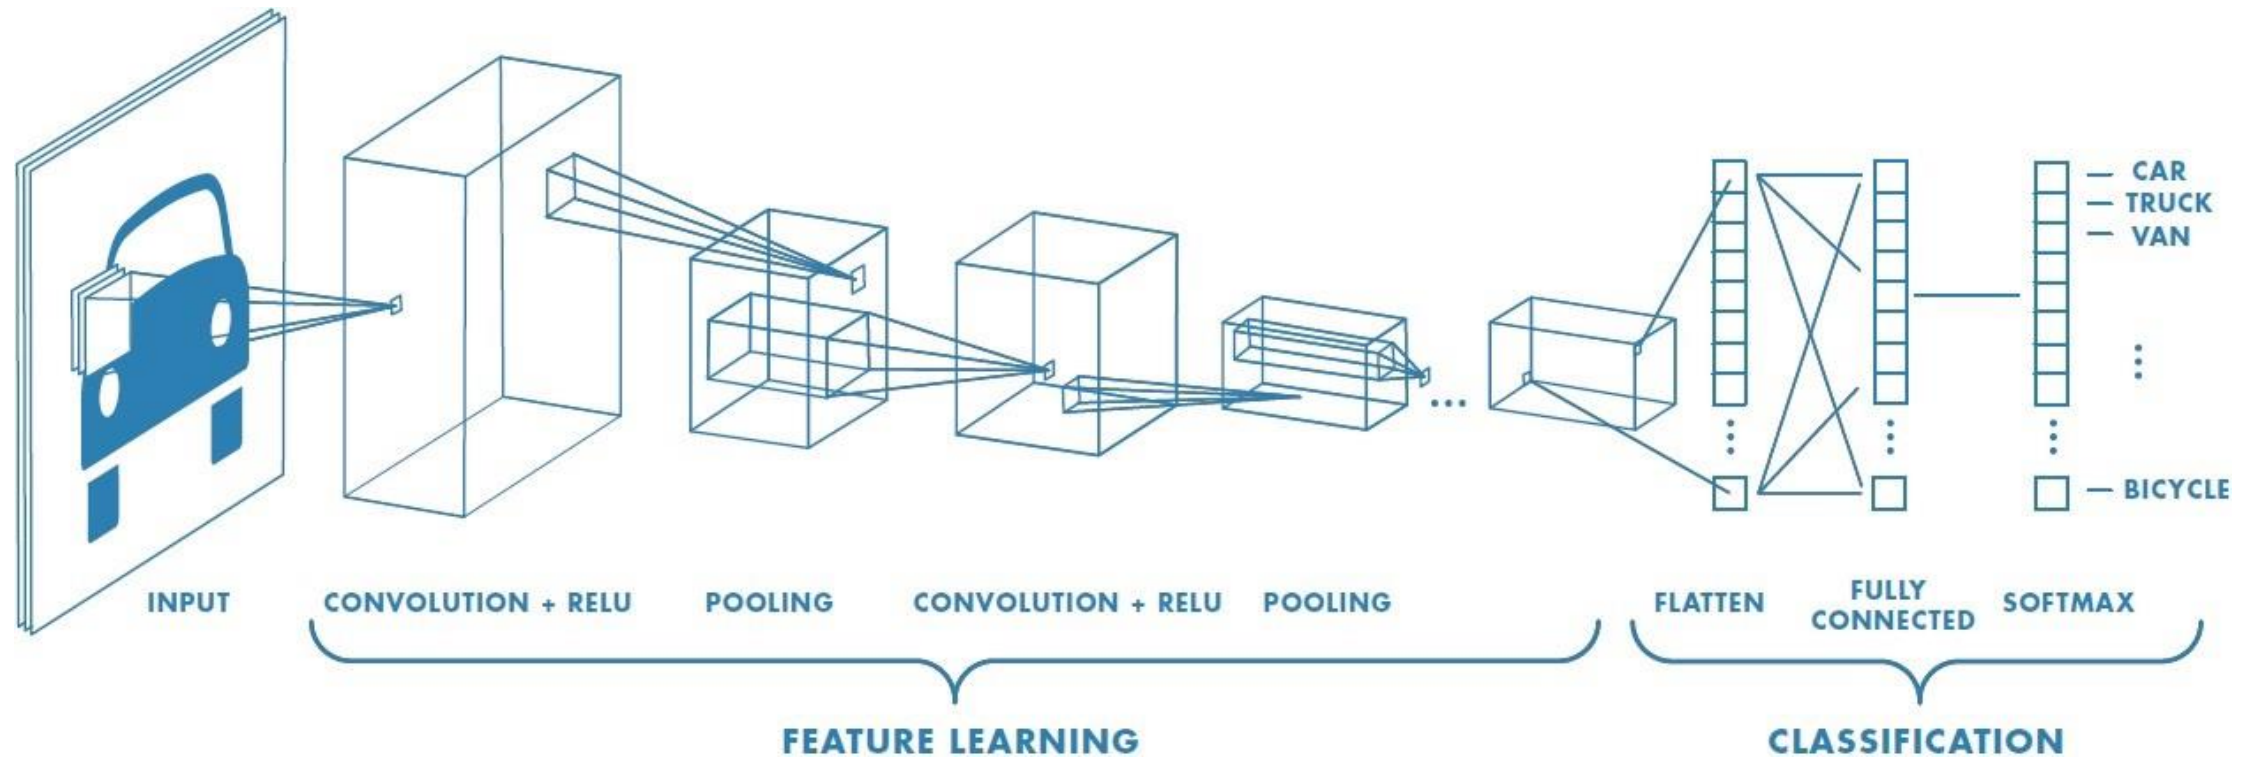 CAR
TRUCK
VAN
BICYCLE
INPUT
CONVOLUTION + RELU
POOLING
CONVOLUTION + RELU
POOLING
FLATTEN
FULLY
CONNECTED
SOFTMAX
FEATURE LEARNING
CLASSIFICATION